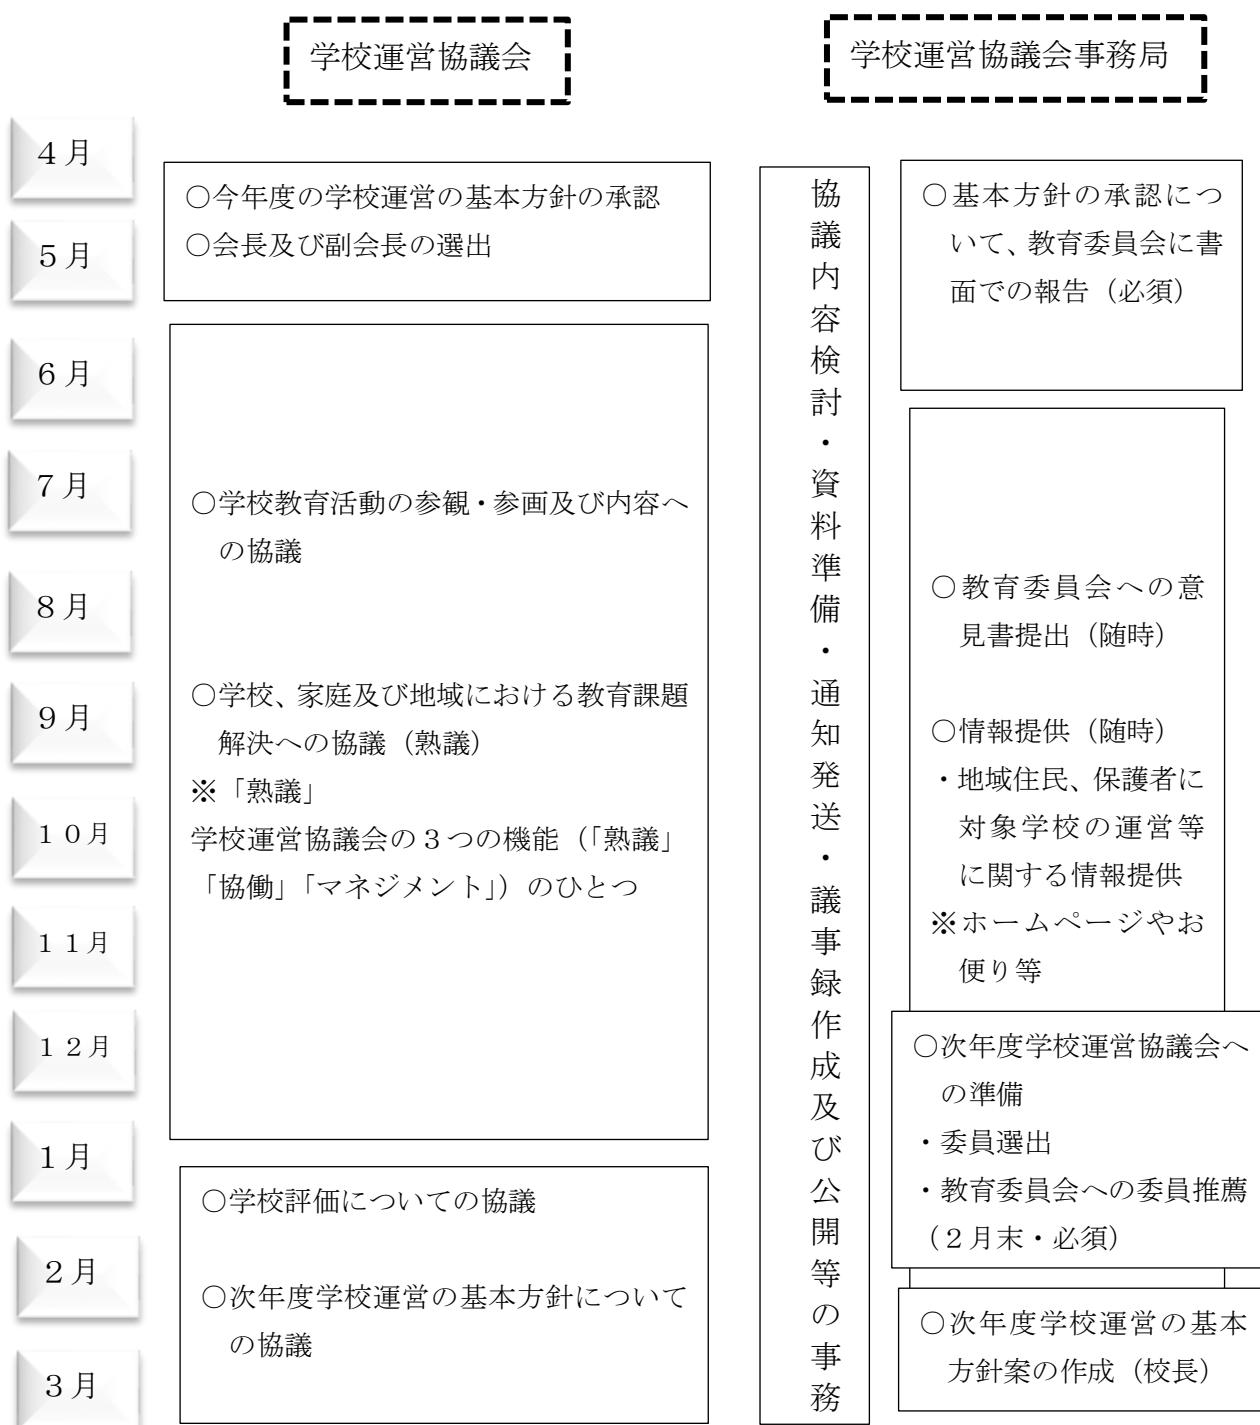 学校運営協議会
学校運営協議会事務局
４月
５月
６月
７月
８月
９月
１０月
１１月
１２月
１月
２月
３月
○今年度の学校運営の基本方針の承認
○会長及び副会長の選出
○学校教育活動の参観・参画及び内容へ
の協議
○学校、家庭及び地域における教育課題
解決への協議（熟議）
※「熟議」
学校運営協議会の３つの機能（「熟議」
「協働」「マネジメント」）のひとつ
○学校評価についての協議
○次年度学校運営の基本方針について
の協議
協議内容検討・資料準備・通知発送・議事録作成及び公開等の事務
○基本方針の承認につ
いて、教育委員会に書
面での報告（必須）
○教育委員会への意
見書提出（随時）
○情報提供（随時）
・地域住民、保護者に
対象学校の運営等
に関する情報提供
※ホームページやお
便り等
○次年度学校運営協議会へ
の準備
・委員選出
・教育委員会への委員推薦
（２月末・必須）
○次年度学校運営の基本
方針案の作成（校長）